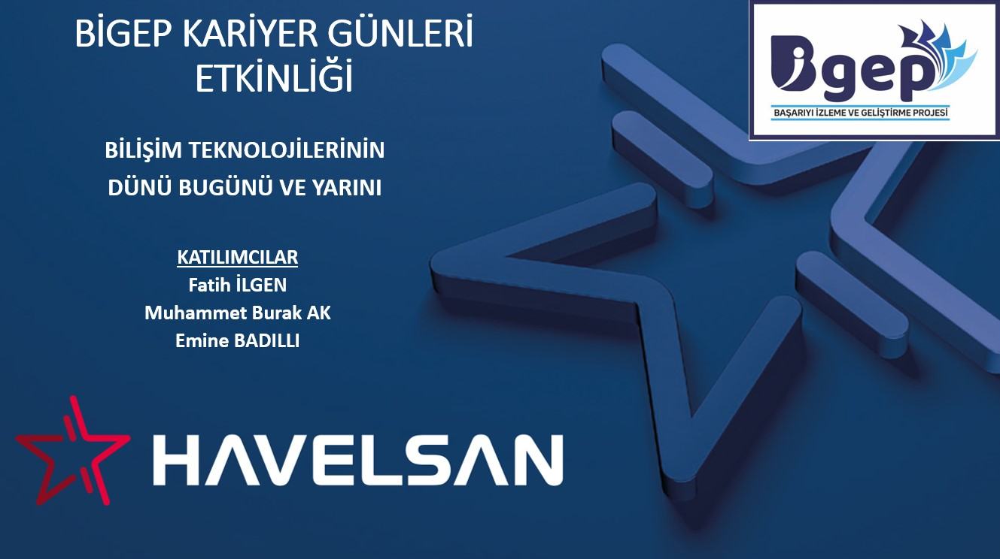 BİGEP KARİYER GÜNLERİ
ETKİNLİĞİ
Bigep
BAŞARIYI İZLEME VE GELİŞTİRME PROJESİ
BİLİŞİM TEKNOLOJİLERİNİN
DÜNÜ BUGÜNÜ VE YARINI
KATILIMCILAR
Fatih İLGEN
Muhammet Burak AK
Emine BADILLI
HAVELSAN